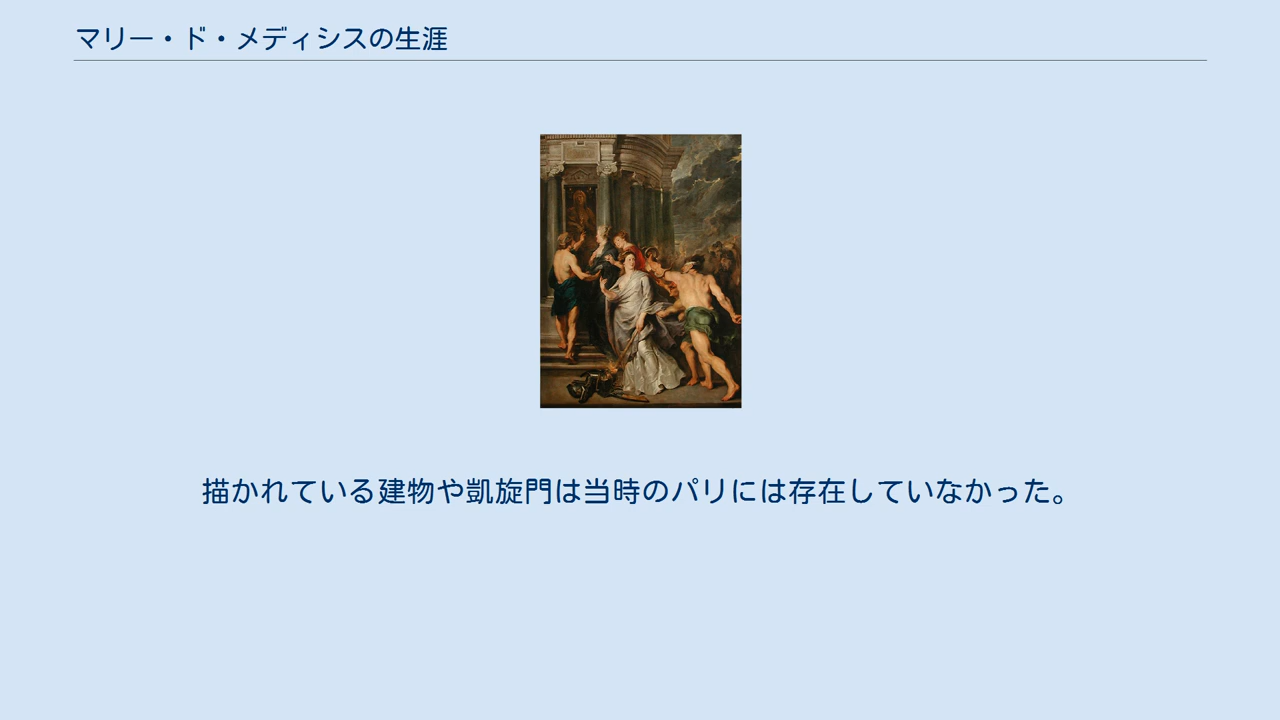 マリー・ド・メディシスの生涯
描かれている建物や凱旋門は当時のパリには存在していなかった。